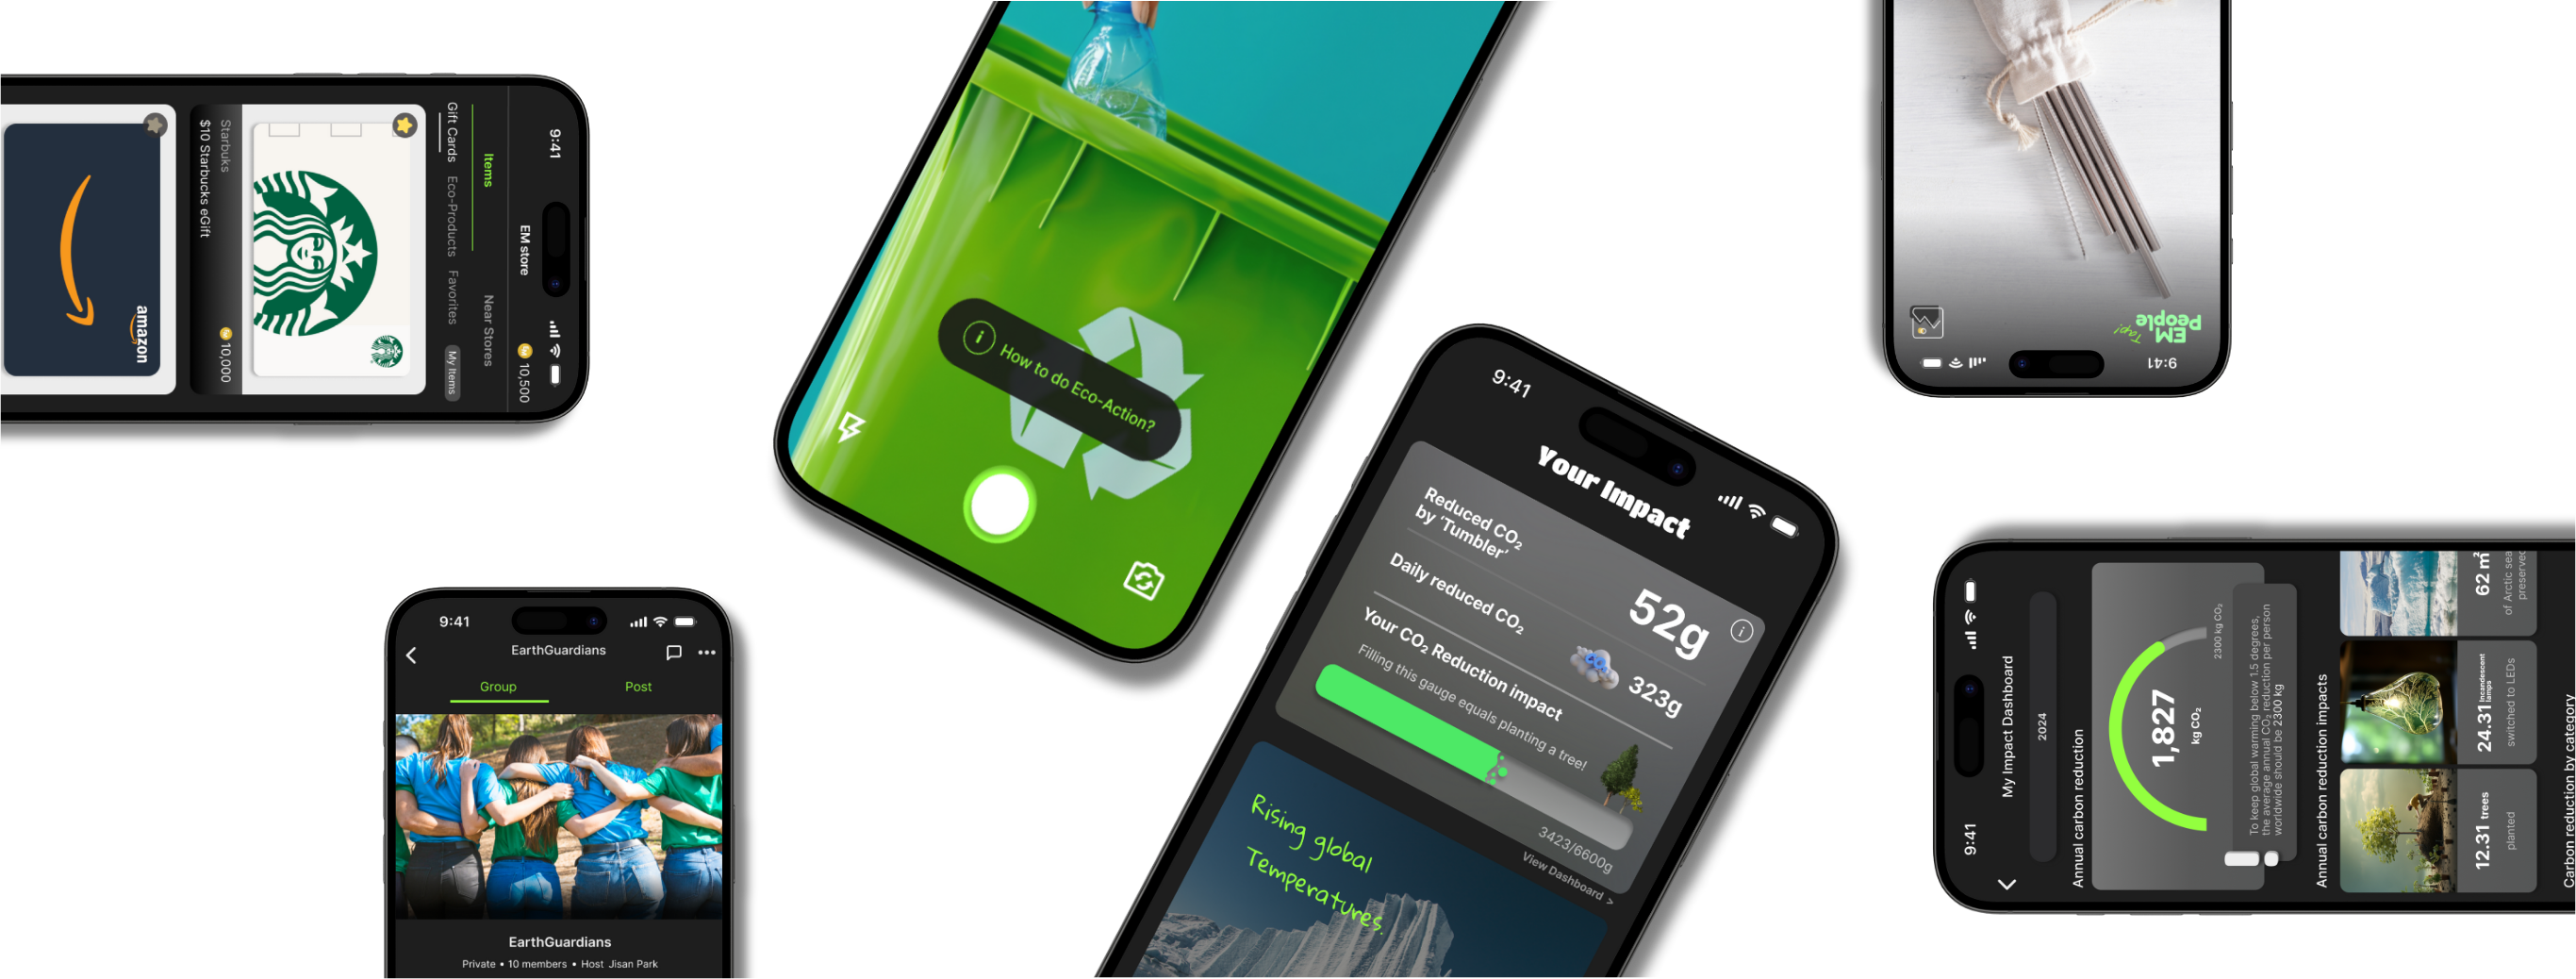 9:41
EM store
10,500
Items
Near Stores
Gift Cards
Eco-Products
Favorites
My Items
Starbuks
10,000
$10 Starbucks eGift
amazon
How to do Eco-Action?
9:41
EM
People
Tap!
9:41
EarthGuardians
Group
Post
EarthGuardians
Private • 10 members • Host Jisan Park
9:41
Your Impact
Reduced CO₂
by ‘Tumbler’
52g
Daily reduced CO₂
323g
Your CO₂ Reduction impact
Filling this gauge equals planting a tree!
3423/6600g
View Dashboard >
Rising global
Temperatures.
9:41
My Impact Dashboard
2024
Annual carbon reduction
1,827
kg CO₂
2300 kg CO₂
To keep global warming below 1.5 degrees,
the average annual CO₂ reduction per person
worldwide should be 2300 kg
Annual carbon reduction impacts
12.31 trees
planted
24.31 Incandescent
lamps
switched to LEDs
62 m²
of Arctic sea
preserved
Carbon reduction by category